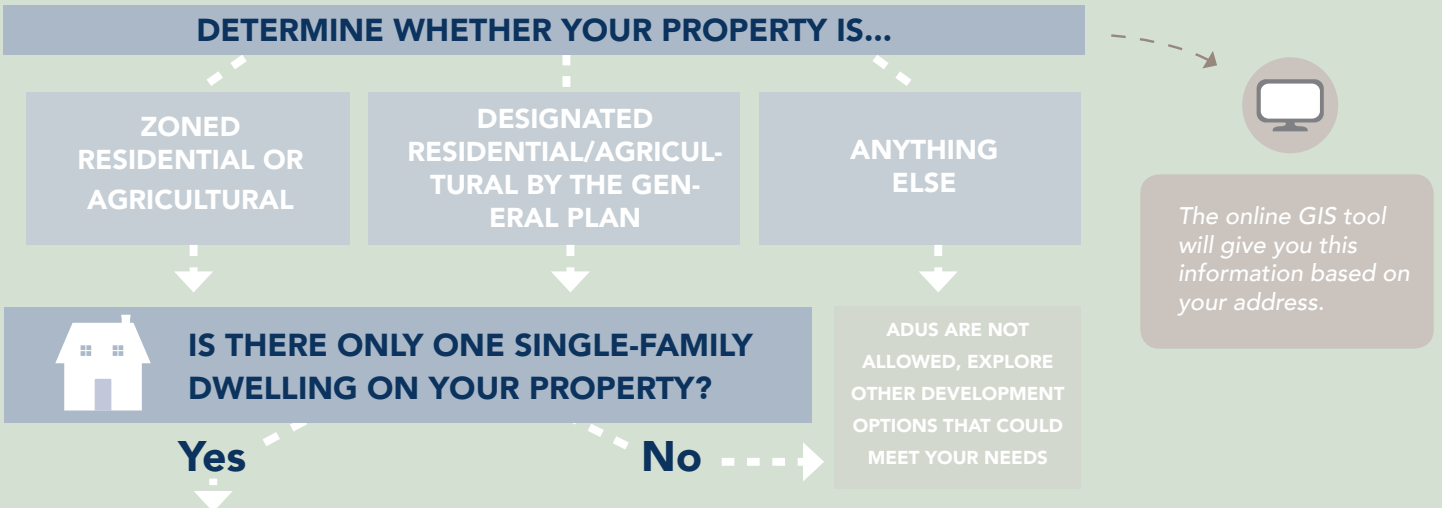 DETERMINE WHETHER YOUR PROPERTY IS...
ZONED
RESIDENTIAL OR
AGRICULTURAL
DESIGNATED
RESIDENTIAL/AGRICUL-
TURAL BY THE GEN-
ERAL PLAN
ANYTHING
ELSE
The online GIS tool
will give you this
information based on
your address.
IS THERE ONLY ONE SINGLE-FAMILY
DWELLING ON YOUR PROPERTY?
ADUS ARE NOT
ALLOWED, EXPLORE
OTHER DEVELOPMENT
OPTIONS THAT COULD
MEET YOUR NEEDS
Yes
No